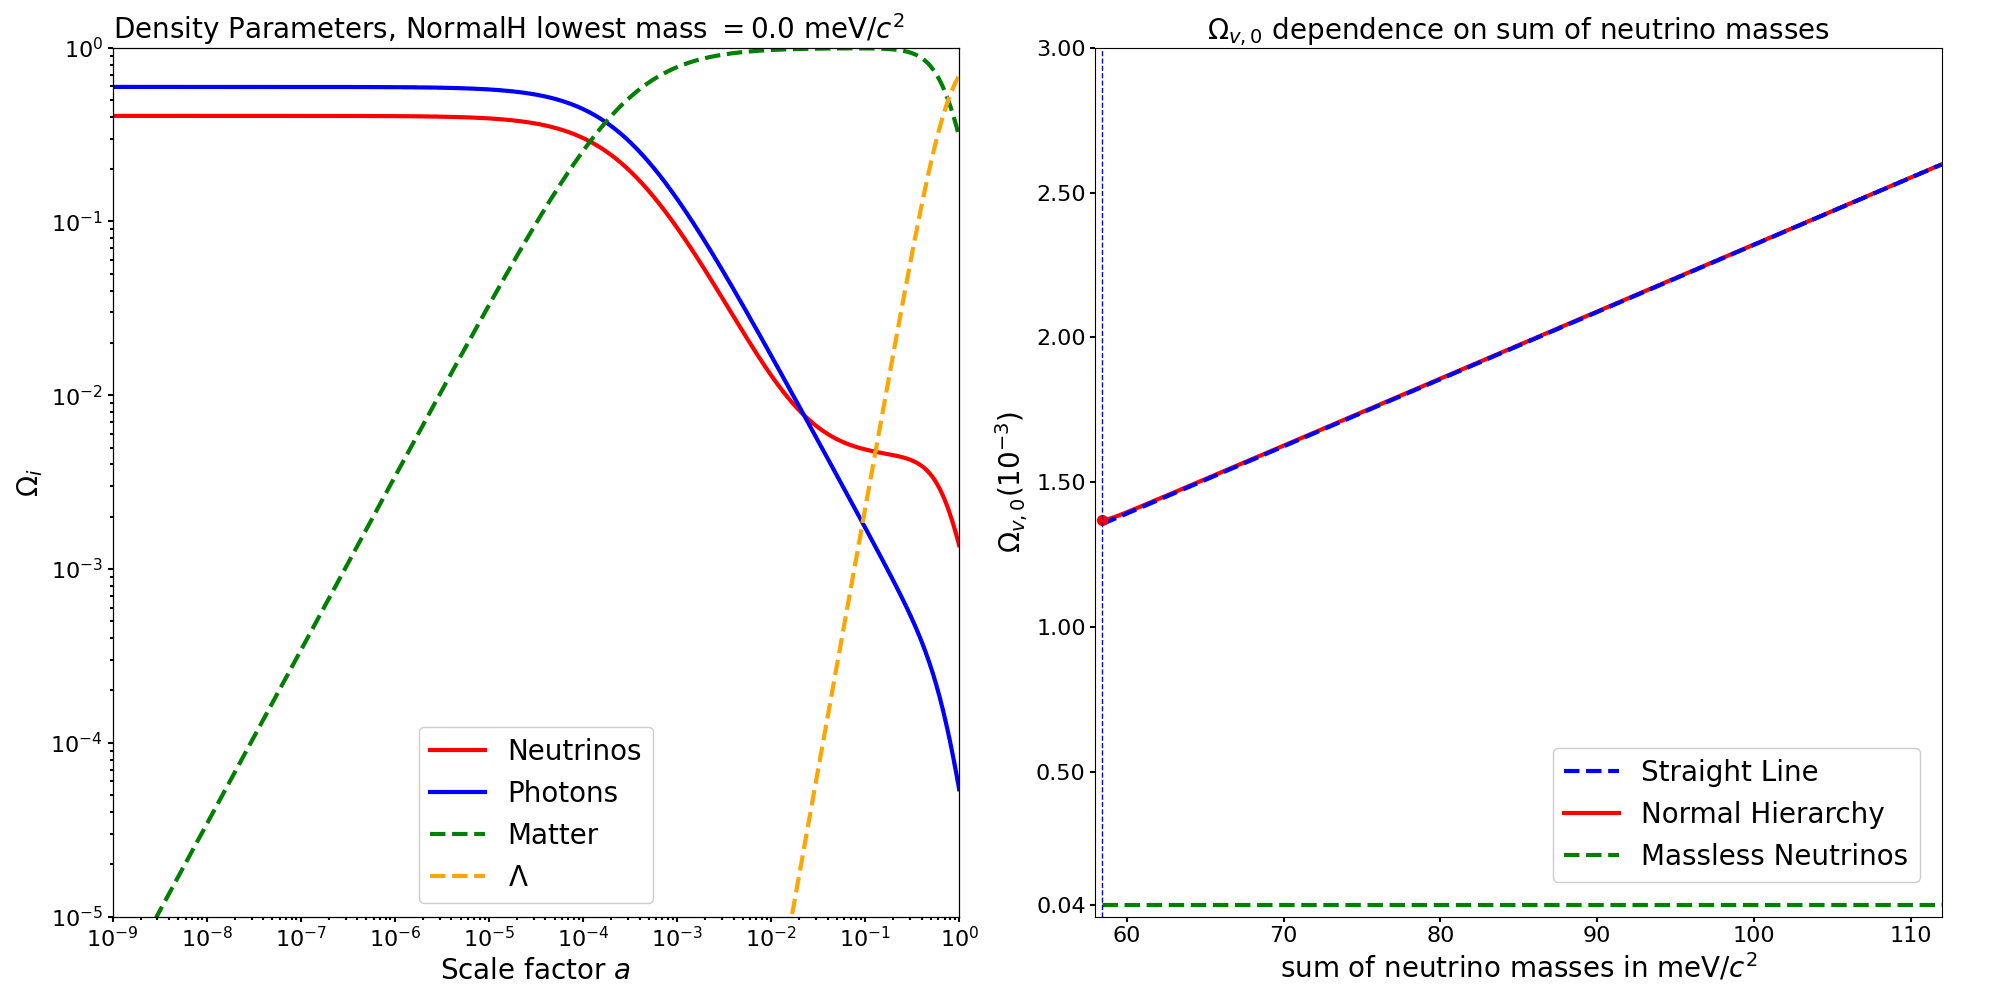 Density Parameters, NormalH lowest mass = 0.0 meV/c²
10⁰
10⁻¹
10⁻²
10⁻³
10⁻⁴
10⁻⁵
Ωᵢ
Neutrinos
Photons
Matter
Λ
10⁻⁹ 10⁻⁸ 10⁻⁷ 10⁻⁶ 10⁻⁵ 10⁻⁴ 10⁻³ 10⁻² 10⁻¹ 10⁰
Scale factor a
Ω_{v,0} dependence on sum of neutrino masses
3.00
2.50
2.00
1.50
1.00
0.50
0.04
Ω_{v,0}(10⁻³)
Straight Line
Normal Hierarchy
Massless Neutrinos
60 70 80 90 100 110
sum of neutrino masses in meV/c²